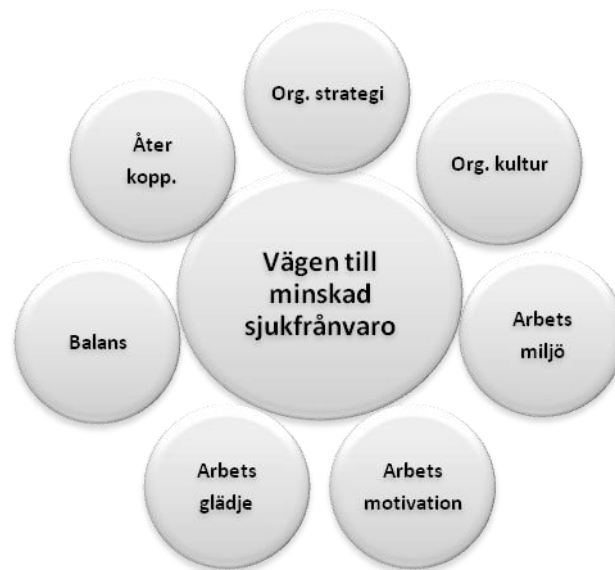 Org. strategi
Org. kultur
Arbets
miljö
Arbets
motivation
Arbets
glädje
Balans
Åter
kopp.
Vägen till
minskad
sjukfrånvaro